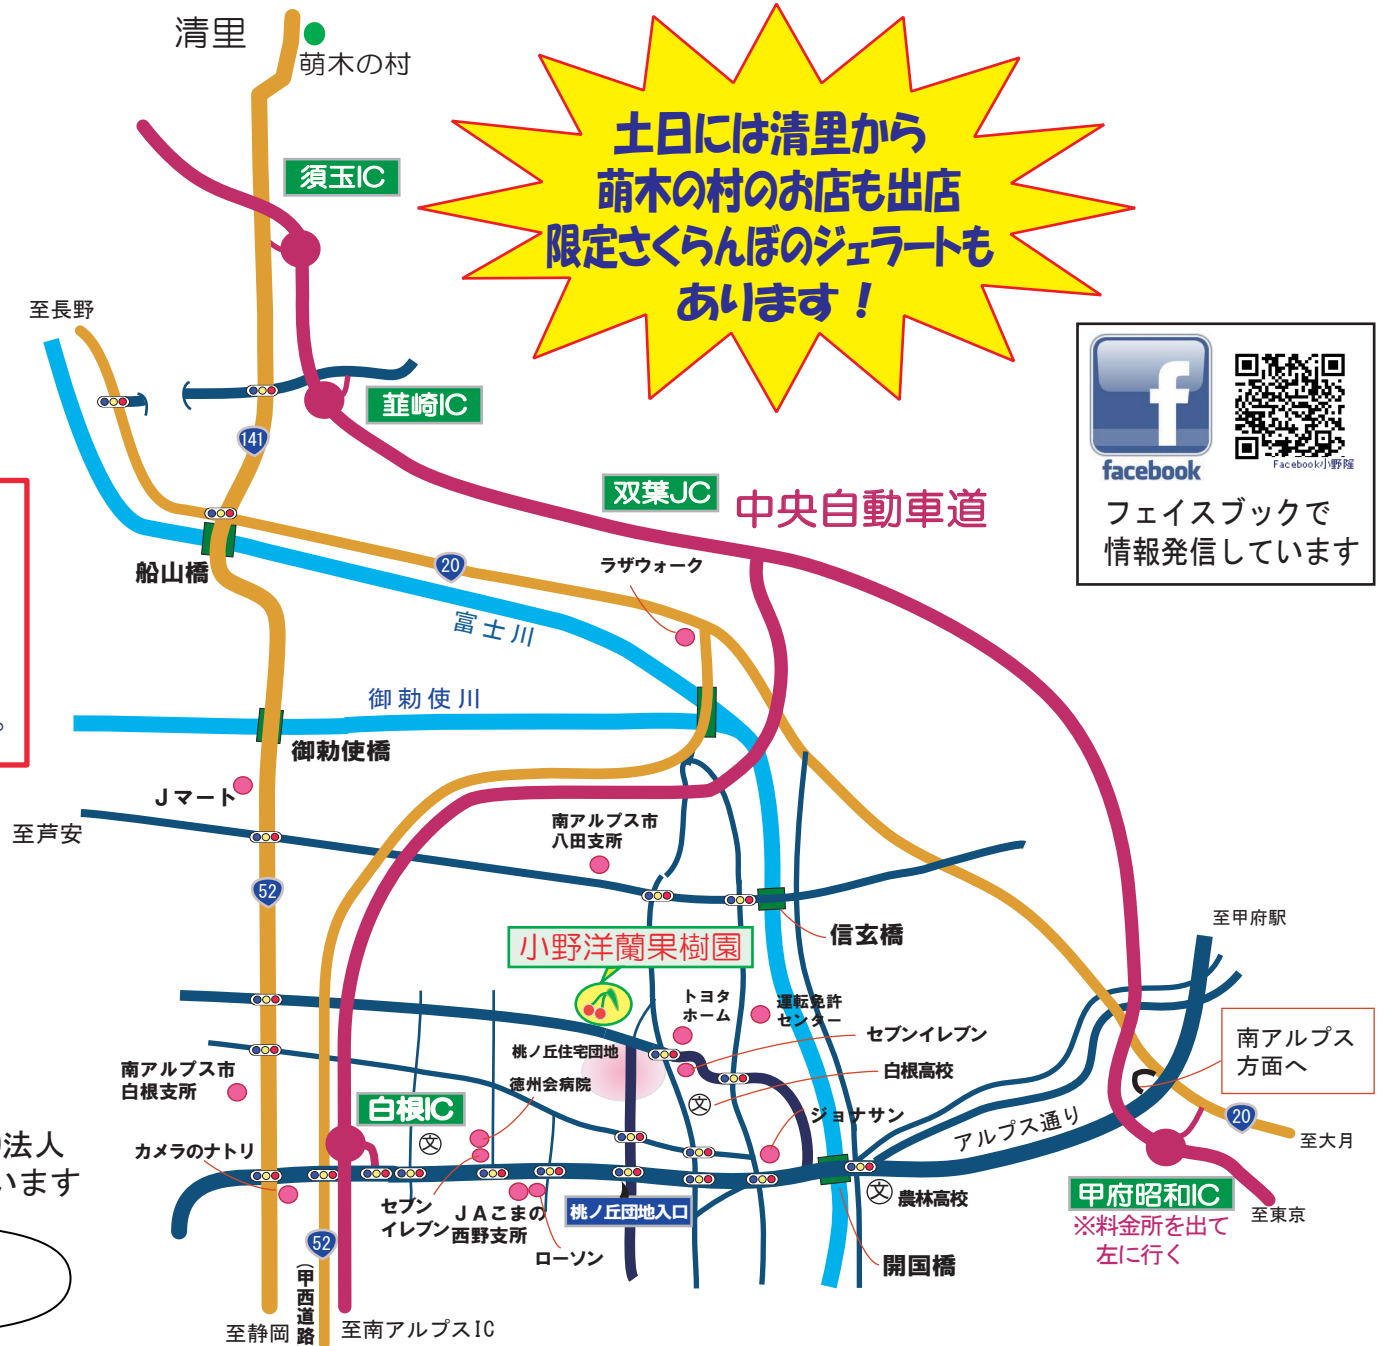 清里
萌木の村
土日には清里から
萌木の村のお店も出店
限定さくらんぼのジェラートも
あります！
須玉IC
至長野
韮崎IC
141
facebook
Facebook小野隆
フェイスブックで
情報発信しています
双葉JC
中央自動車道
船山橋
20
ラザウォーク
富士川
御勅使川
。
御勅使橋
Jマート
至芦安
南アルプス市
八田支所
52
信玄橋
至甲府駅
小野洋蘭果樹園
トヨタ
ホーム
運転免許
センター
セブンイレブン
桃ノ丘住宅団地
白根高校
徳州会病院
南アルプス
方面へ
南アルプス市
白根支所
白根IC
文
文
ジョナサン
アルプス通り
20
至大月
法人
います
カメラのナトリ
セブン
イレブン
JAこまの
西野支所
桃ノ丘団地入口
ローソン
文
農林高校
甲府昭和IC
※料金所を出て
左に行く
至東京
開国橋
52
(甲西道路
至静岡
至南アルプスIC